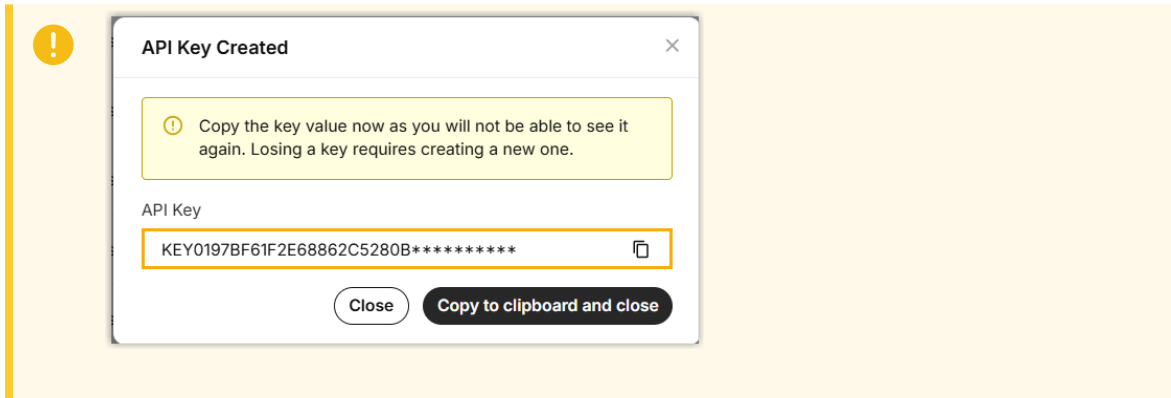 API Key Created
Copy the key value now as you will not be able to see it
again. Losing a key requires creating a new one.
API Key
KEY0197BF61F2E68862C5280B**********
Close
Copy to clipboard and close